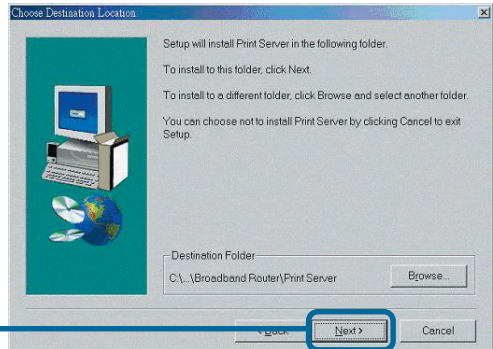 Choose Destination Location
Setup will install Print Server in the following folder.
To install to this folder, click Next.
To install to a different folder, click Browse and select another folder.
You can choose not to install Print Server by clicking Cancel to exit
Setup.
Destination Folder
C:\...\Broadband Router\Print Server
Browse...
< Back
Next >
Cancel